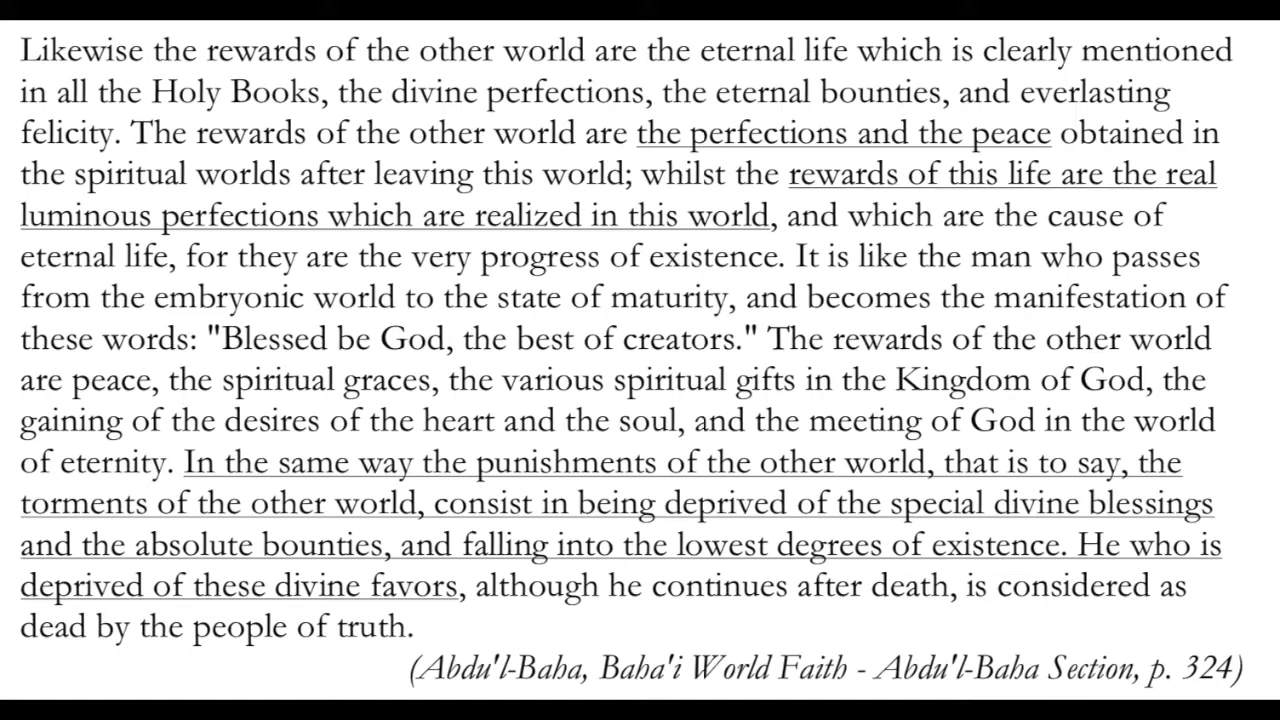 Likewise the rewards of the other world are the eternal life which is clearly mentioned
in all the Holy Books, the divine perfections, the eternal bounties, and everlasting
felicity. The rewards of the other world are the perfections and the peace obtained in
the spiritual worlds after leaving this world; whilst the rewards of this life are the real
luminous perfections which are realized in this world, and which are the cause of
eternal life, for they are the very progress of existence. It is like the man who passes
from the embryonic world to the state of maturity, and becomes the manifestation of
these words: "Blessed be God, the best of creators." The rewards of the other world
are peace, the spiritual graces, the various spiritual gifts in the Kingdom of God, the
gaining of the desires of the heart and the soul, and the meeting of God in the world
of eternity. In the same way the punishments of the other world, that is to say, the
torments of the other world, consist in being deprived of the special divine blessings
and the absolute bounties, and falling into the lowest degrees of existence. He who is
deprived of these divine favors, although he continues after death, is considered as
dead by the people of truth.
(Abdu'l-Baha, Baha'i World Faith - Abdu'l-Baha Section, p. 324)